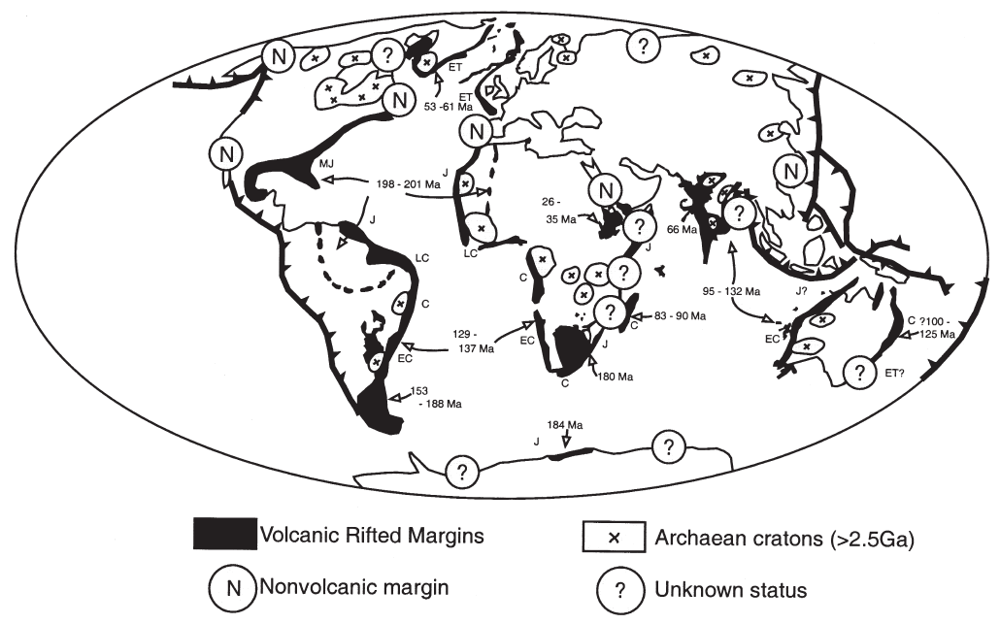 N
?
ET
53 -61 Ma
N
ET
N
?
N
MJ
J
198 - 201 Ma
N
N
26 -
35 Ma
?
66 Ma
?
J
LC
LC
J
C
?
C
95 - 132 Ma
J?
?
C
83 - 90 Ma
EC
129 -
137 Ma
EC
EC
J
180 Ma
C
C ?100 -
125 Ma
?
ET?
153
- 188 Ma
184 Ma
J
?
?
Volcanic Rifted Margins
x Archaean cratons (>2.5Ga)
N Nonvolcanic margin
? Unknown status